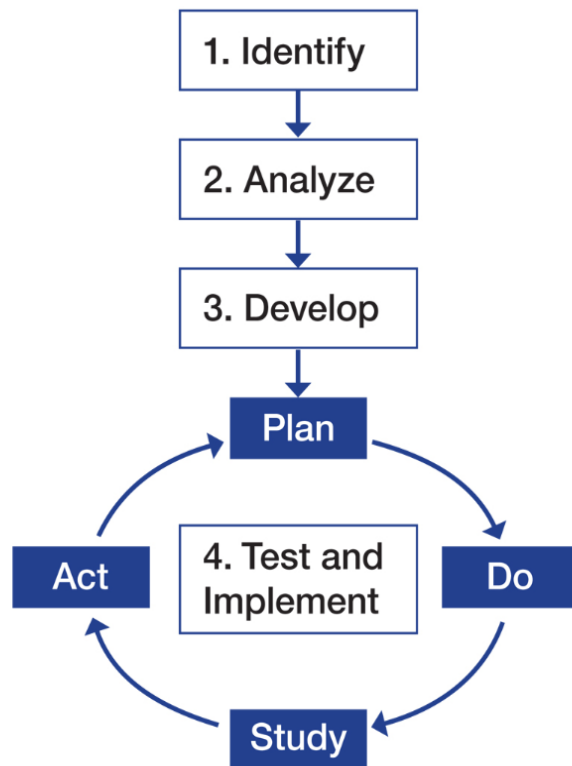 1. Identify
2. Analyze
3. Develop
Plan
Act
4. Test and
Implement
Do
Study